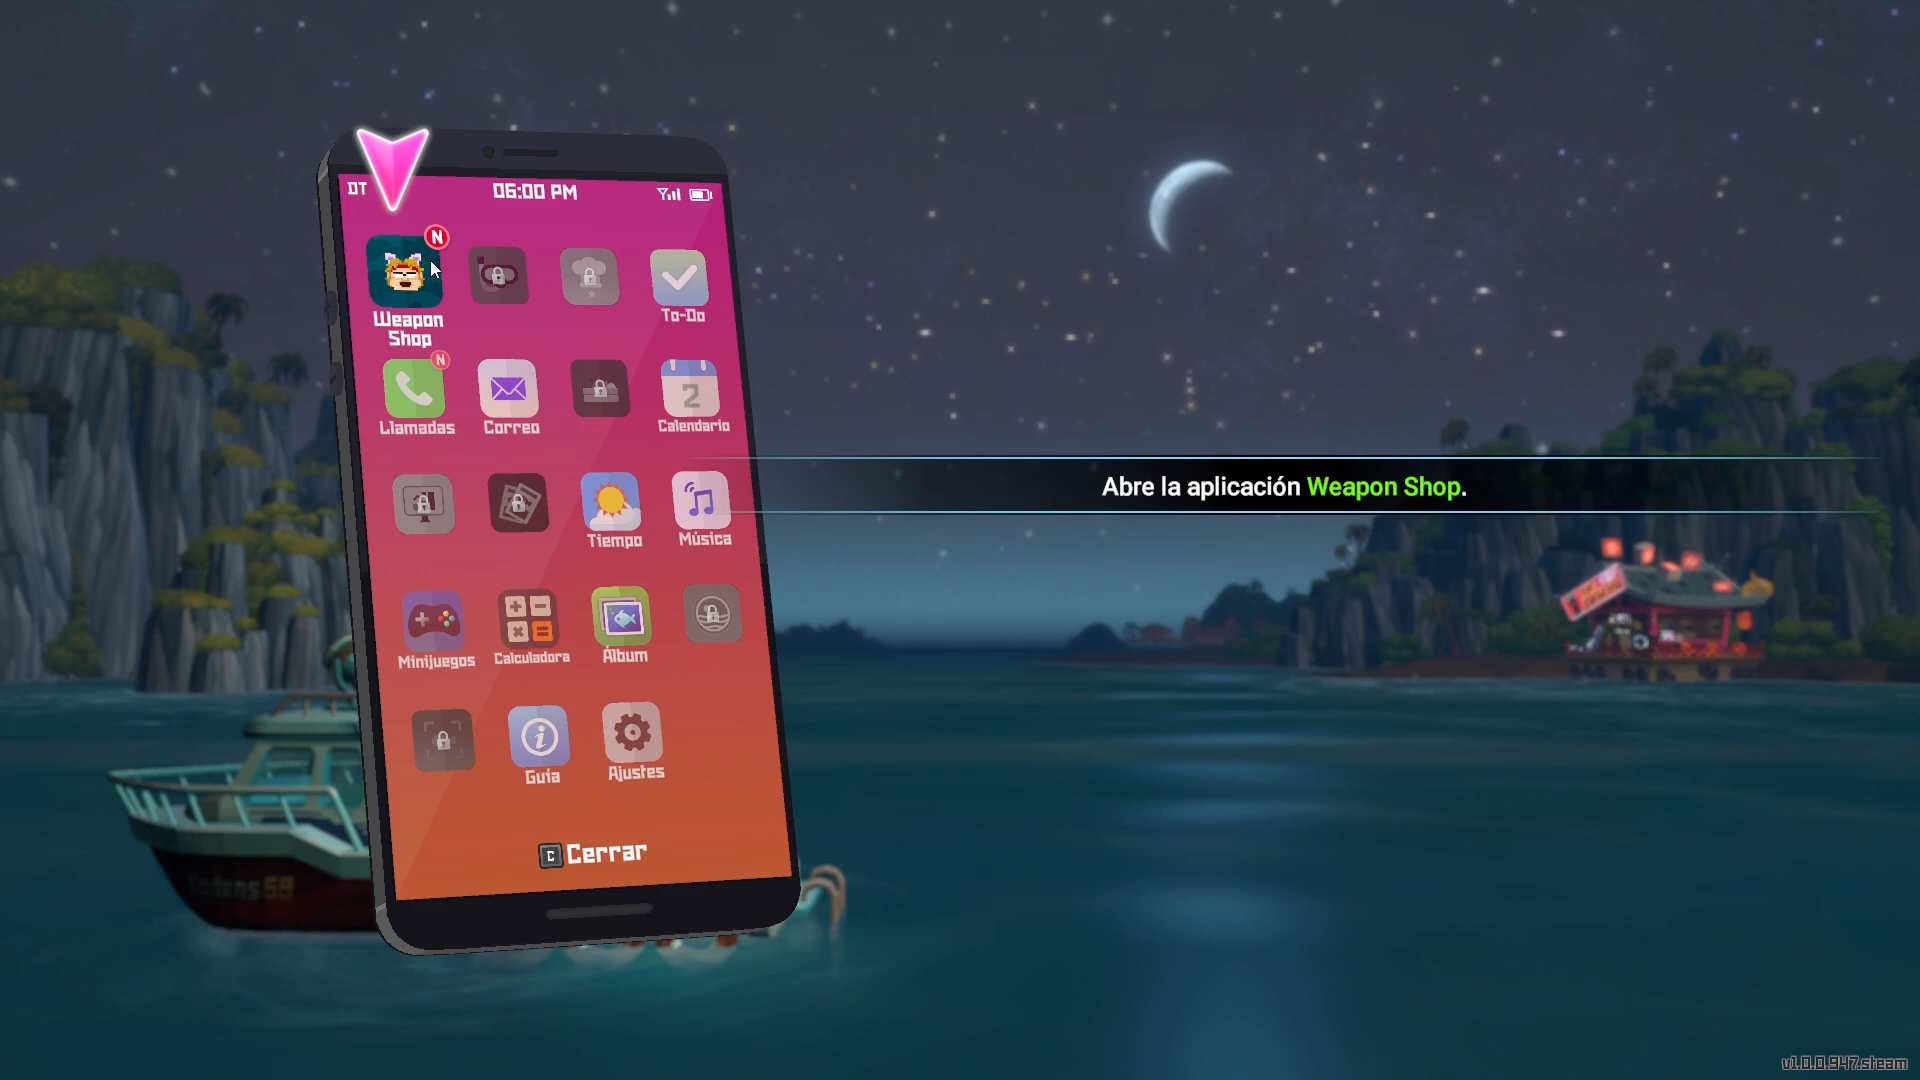 DT
06:00 PM
N
Weapon
Shop
To-Do
N
Llamadas
Correo
2
Calendario
Abre la aplicación Weapon Shop.
Tiempo
Música
Minijuegos
Calculadora
Álbum
Guía
Ajustes
C Cerrar
v1.0.0.947.steam